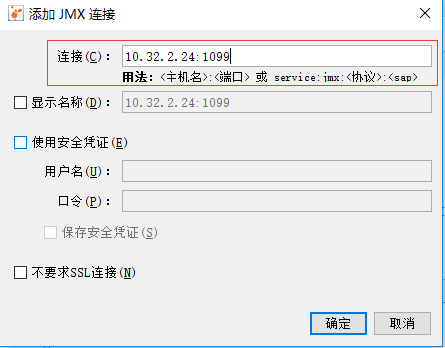 添加 JMX 连接
连接(C)： 10.32.2.24:1099
用法：<主机名>:<端口> 或 service:jmx:<协议>:<sap>
显示名称(D)： 10.32.2.24:1099
使用安全凭证(E)
用户名(U)：
口令(P)：
保存安全凭证(S)
不要求SSL连接(N)
确定 取消